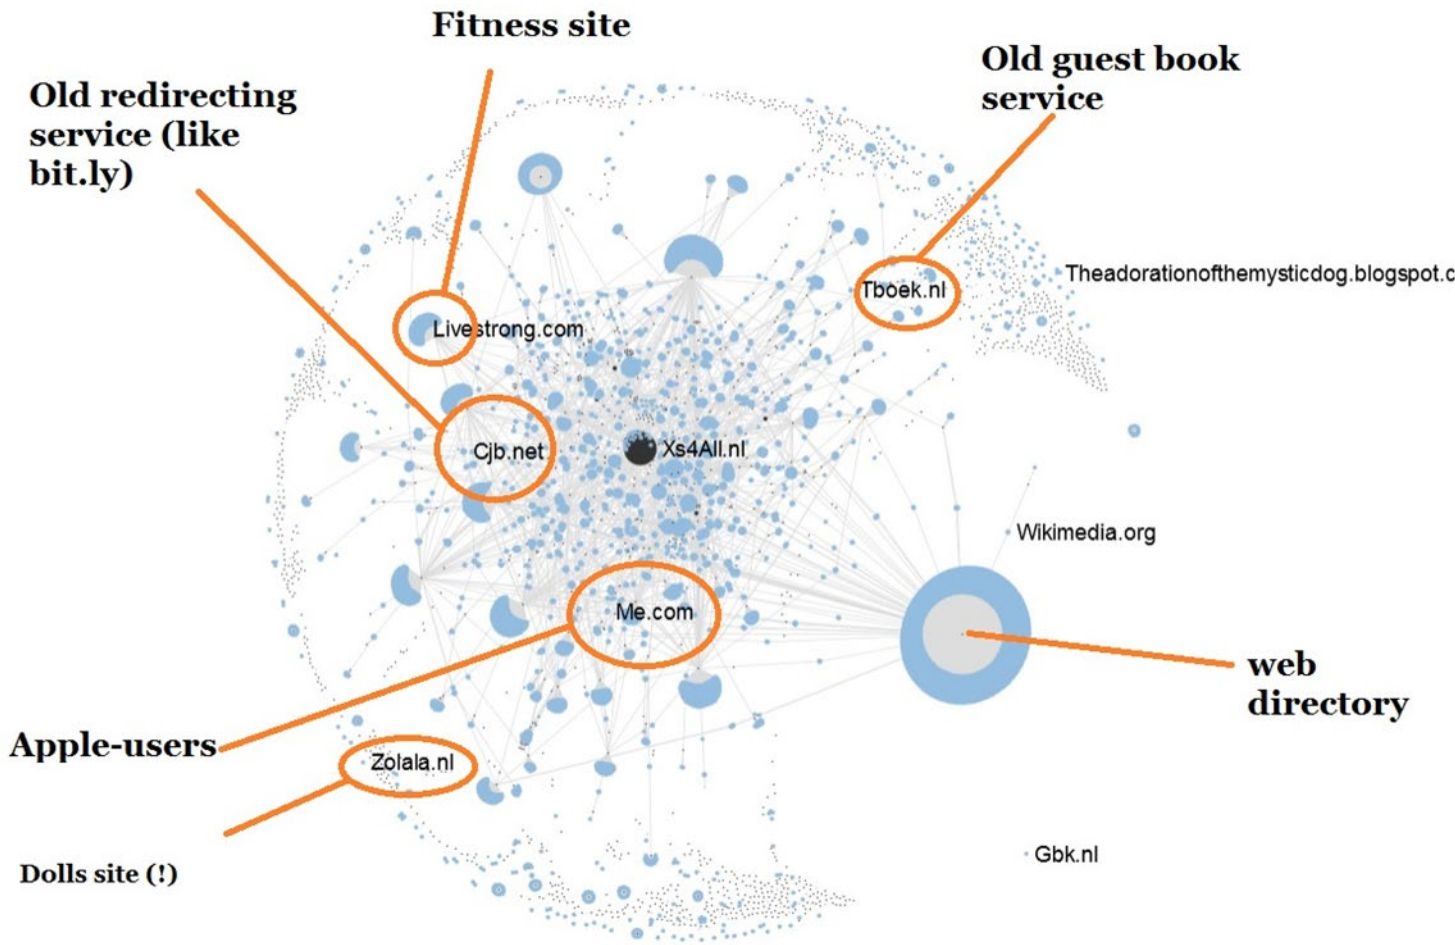 Fitness site
Old guest book
service
Old redirecting
service (like
bit.ly)
Theadorationofthemysticdog.blogspot.c
Tboek.nl
Livestrong.com
Cjb.net
Xs4All.nl
Wikimedia.org
Me.com
web
directory
Apple-users
Zolala.nl
Gbk.nl
Dolls site (!)